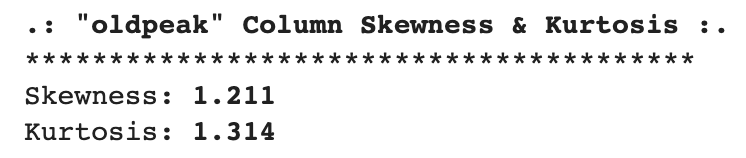 .: "oldpeak" Column Skewness & Kurtosis :.
****************************************
Skewness: 1.211
Kurtosis: 1.314